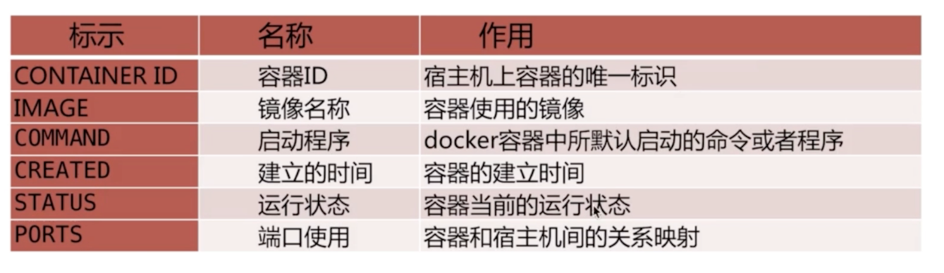 标示 名称 作用
CONTAINER ID 容器ID 宿主机上容器的唯一标识
IMAGE 镜像名称 容器使用的镜像
COMMAND 启动程序 docker容器中所默认启动的命令或者程序
CREATED 建立的时间 容器的建立时间
STATUS 运行状态 容器当前的运行状态
PORTS 端口使用 容器和宿主机间的关系映射